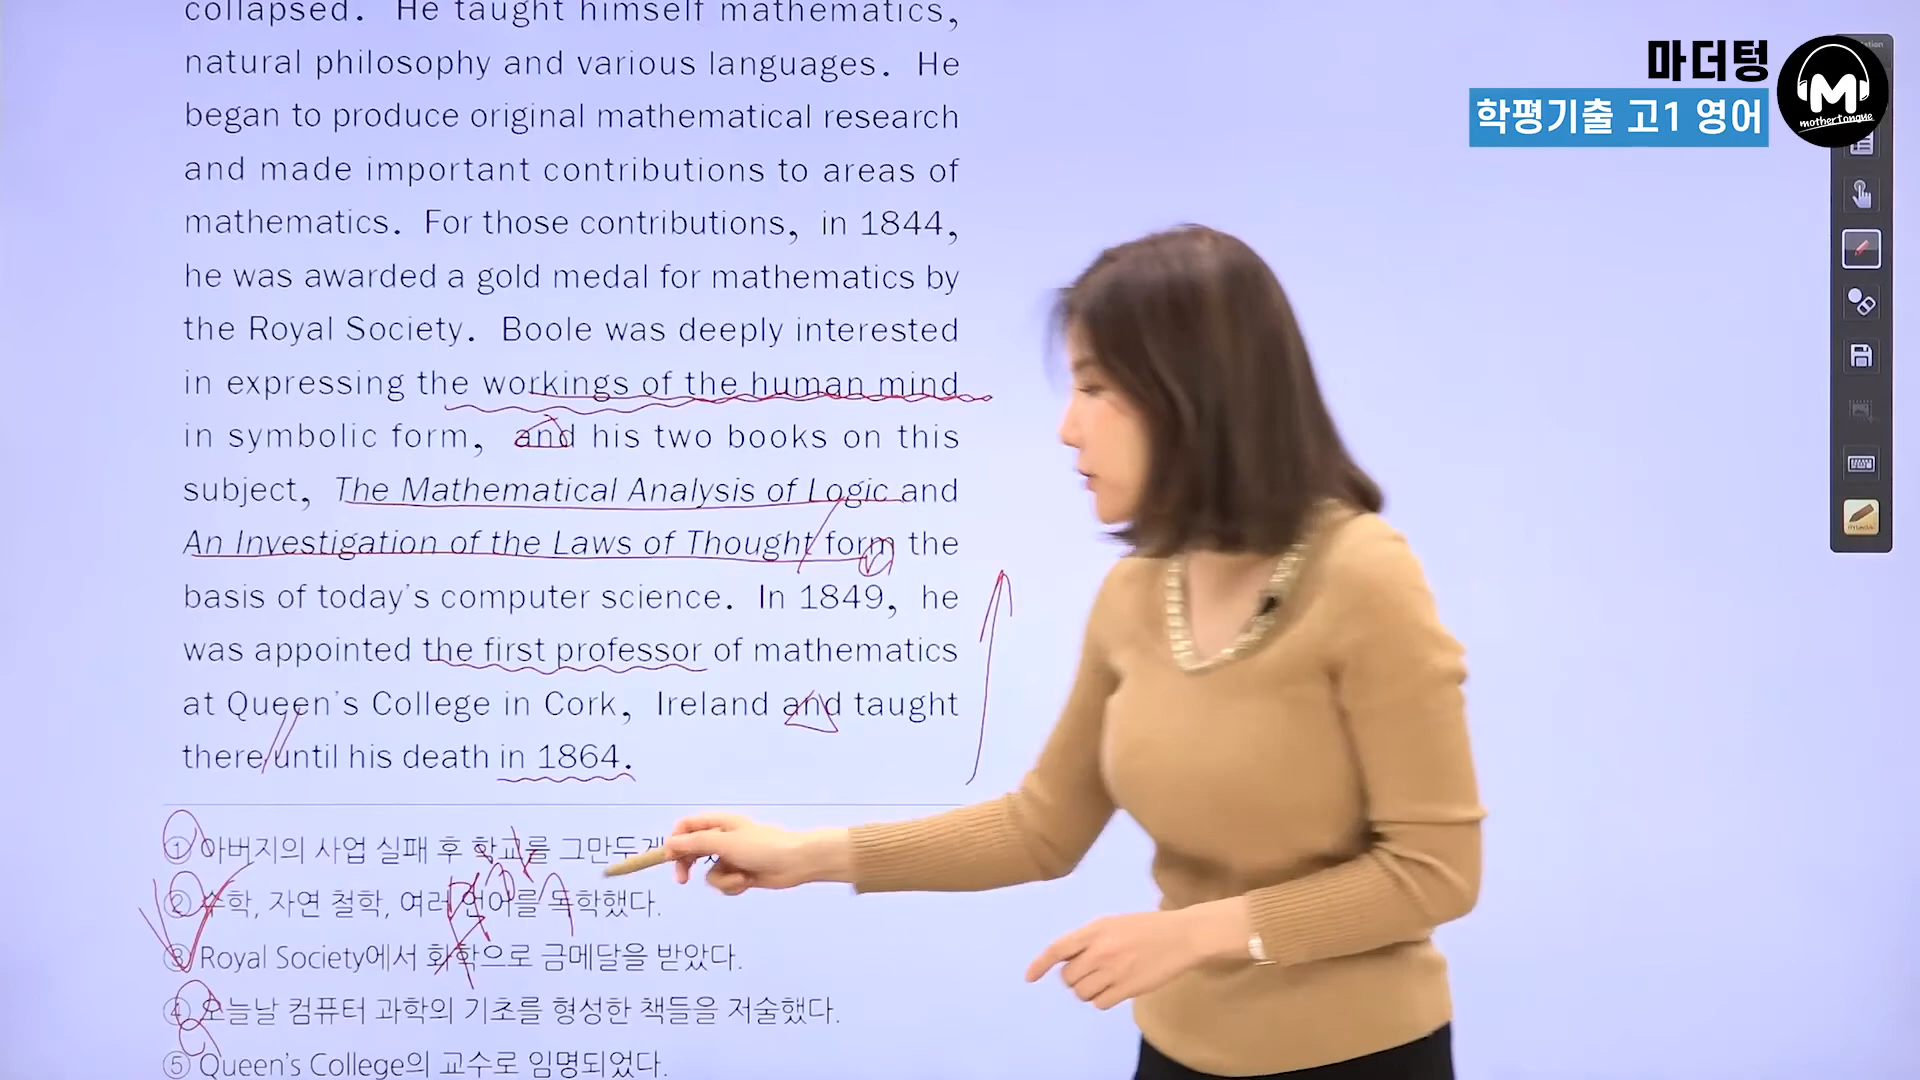 collapsed. He taught himself mathematics,
natural philosophy and various languages. He
began to produce original mathematical research
and made important contributions to areas of
mathematics. For those contributions, in 1844,
he was awarded a gold medal for mathematics by
the Royal Society. Boole was deeply interested
in expressing the workings of the human mind
in symbolic form, and his two books on this
subject, The Mathematical Analysis of Logic and
An Investigation of the Laws of Thought form the
basis of today's computer science. In 1849, he
was appointed the first professor of mathematics
at Queen's College in Cork, Ireland and taught
there until his death in 1864.
① 아버지의 사업 실패 후 학교를 그만두게
② 수학, 자연 철학, 여러 언어를 독학했다.
③ Royal Society에서 화학으로 금메달을 받았다.
④ 오늘날 컴퓨터 과학의 기초를 형성한 책들을 저술했다.
⑤ Queen's College의 교수로 임명되었다.
마더텅
학평기출 고1 영어
M
mothertongue